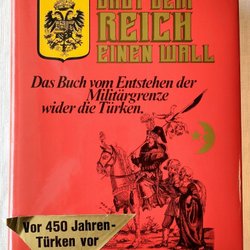 BAUT DEM
REICH
EINEN WALL
Das Buch vom Entstehen der
Militärgrenze
wider die Türken.
Vor 450 Jahren-
Türken vor